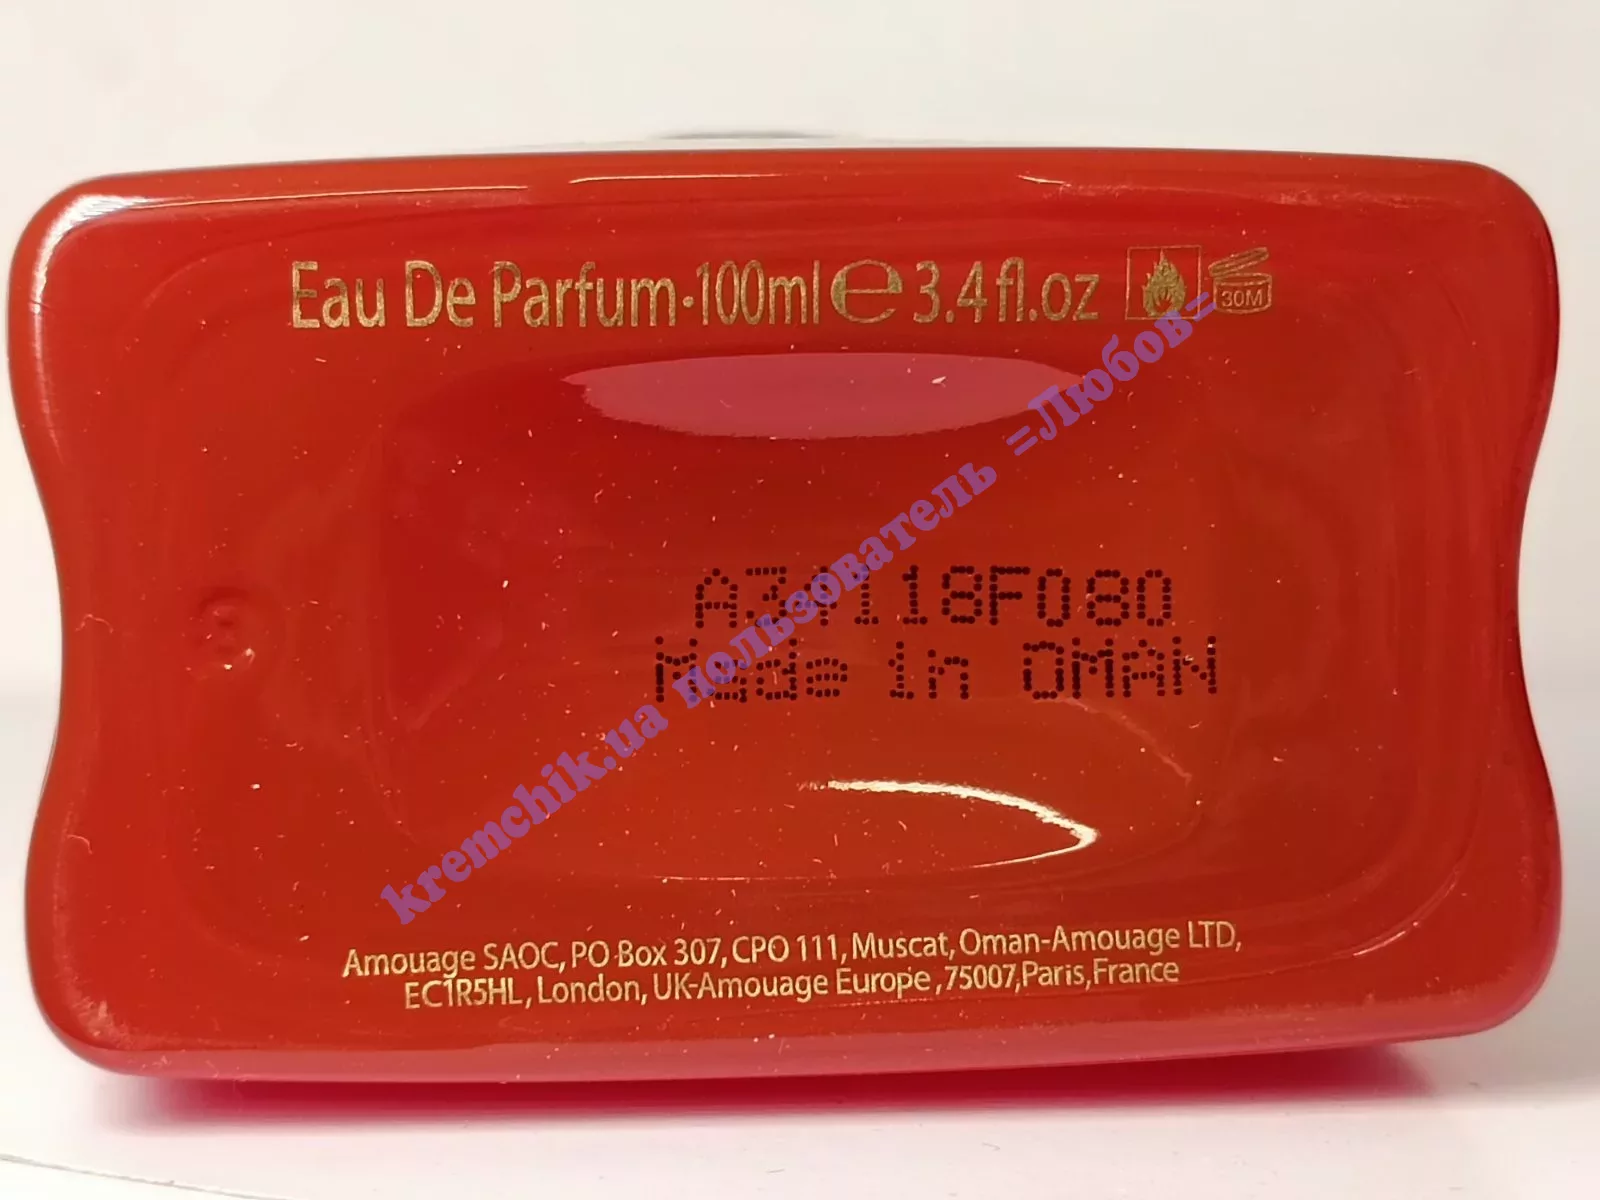 Eau De Parfum·100ml ℮ 3.4 fl.oz 30M
A34118F080
Made in OMAN
kremchik.ua пользователь =Любов=
Amouage SAOC, PO Box 307, CPO 111, Muscat, Oman-Amouage LTD,
EC1R5HL, London, UK-Amouage Europe ,75007,Paris,France